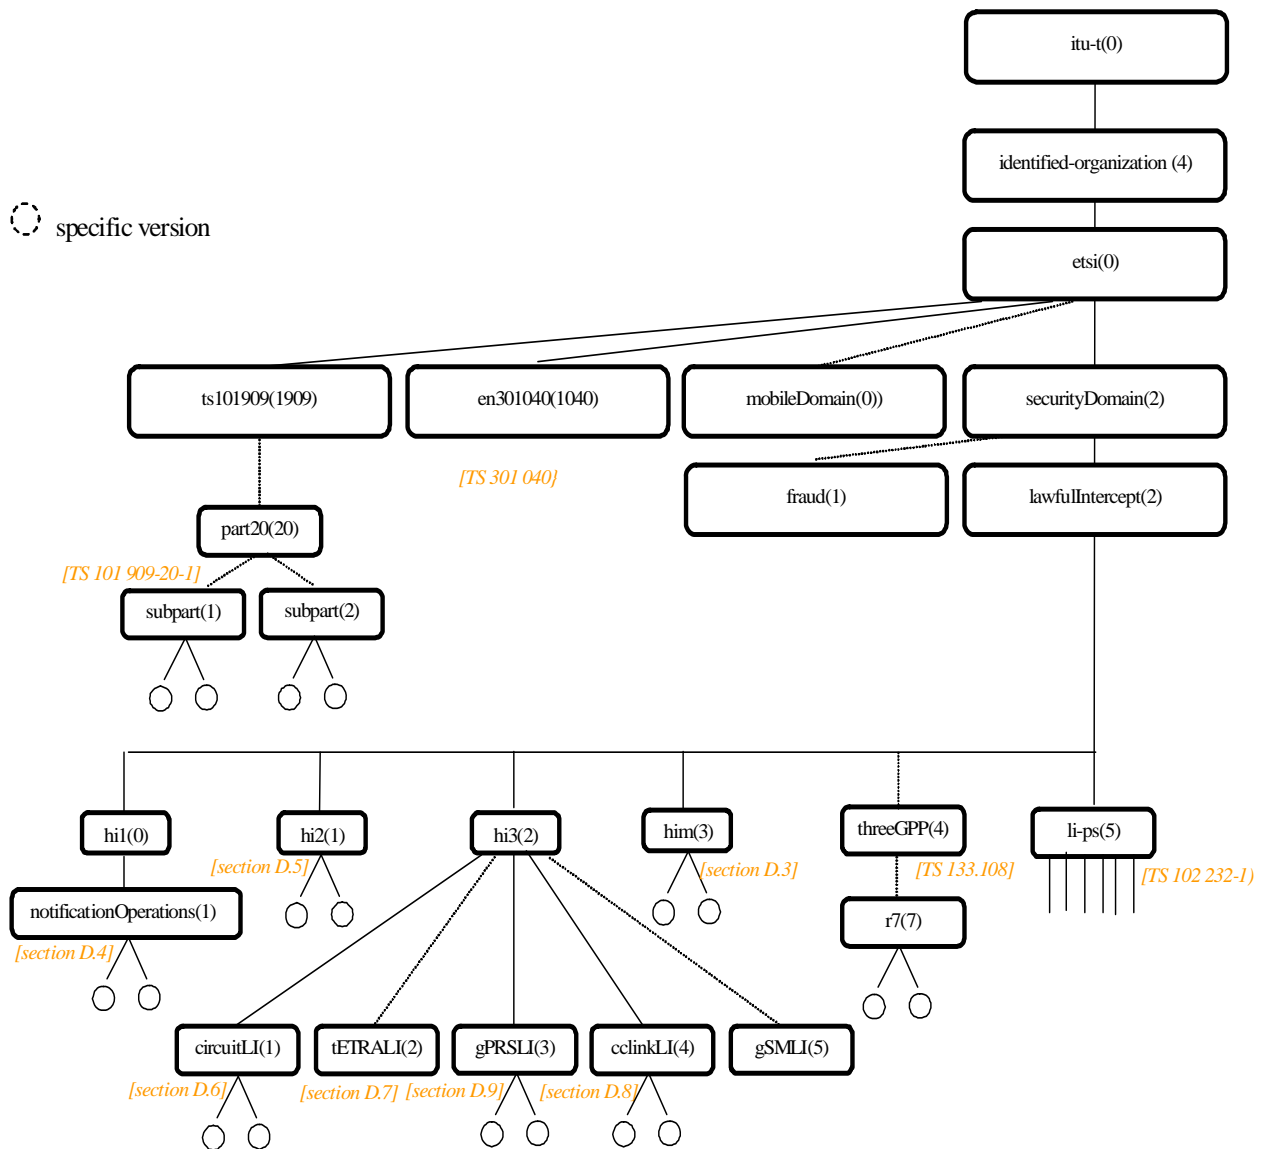 itu-t(0)
identified-organization (4)
specific version
etsi(0)
ts101909(1909)
en301040(1040)
mobileDomain(0))
securityDomain(2)
[TS 301 040}
fraud(1)
lawfulIntercept(2)
part20(20)
[TS 101 909-20-1]
subpart(1)
subpart(2)
hi1(0)
hi2(1)
hi3(2)
him(3)
threeGPP(4)
li-ps(5)
[section D.5]
[section D.3]
[TS 133.108]
[TS 102 232-1)
notificationOperations(1)
r7(7)
[section D.4]
circuitLI(1)
tETRALI(2)
gPRSLI(3)
cclinkLI(4)
gSMLI(5)
[section D.6]
[section D.7]
[section D.9]
[section D.8]